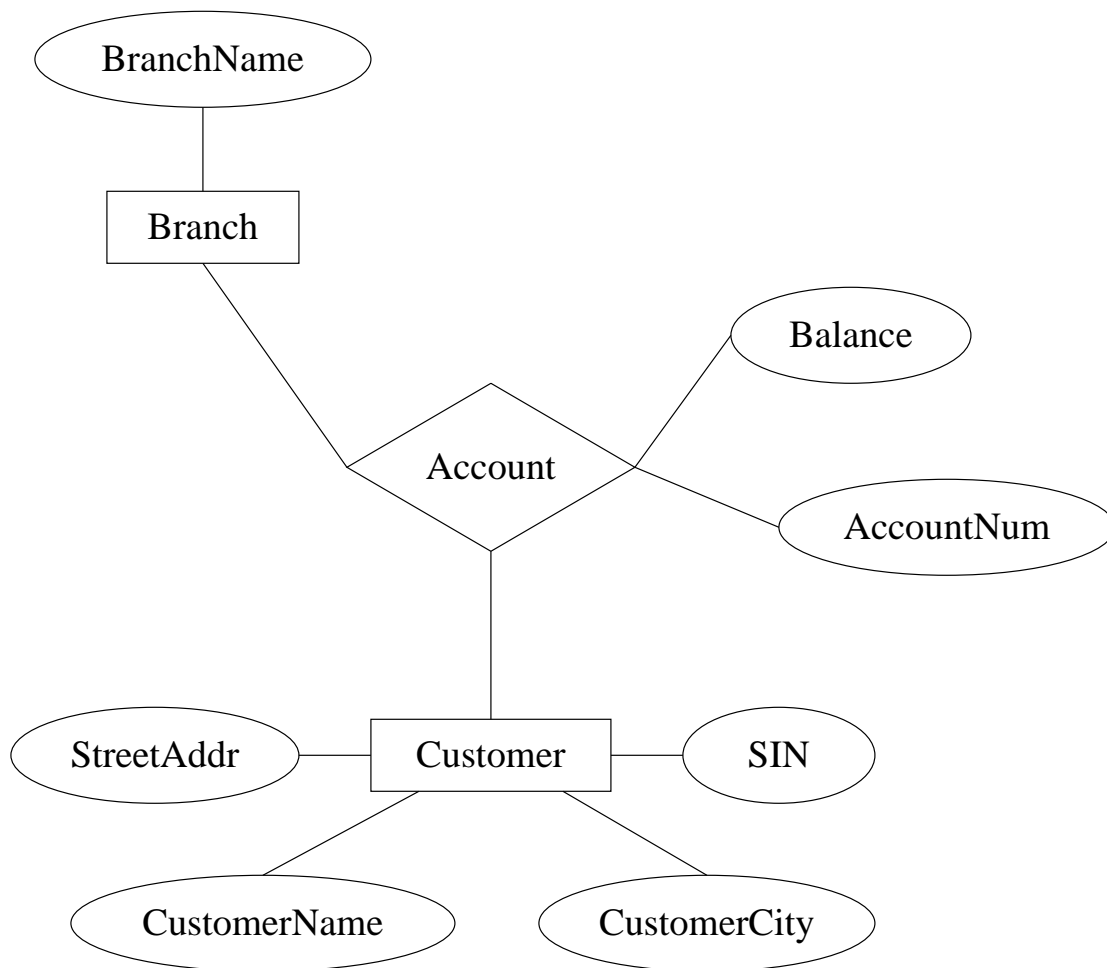 BranchName
Branch
Balance
Account
AccountNum
StreetAddr
Customer
SIN
CustomerName
CustomerCity